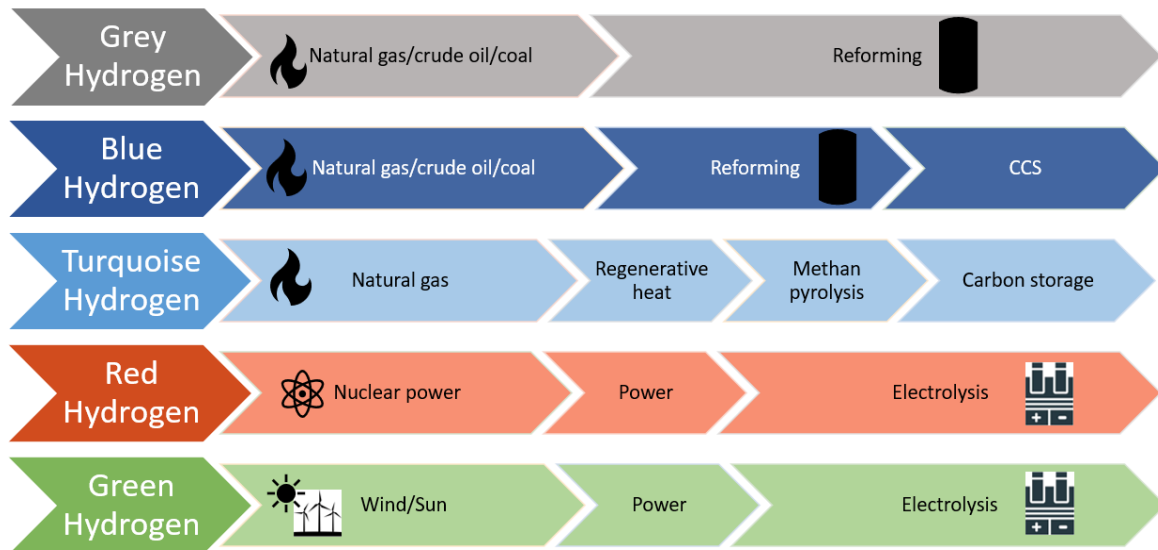 Grey
Hydrogen
Natural gas/crude oil/coal
Reforming
Blue
Hydrogen
Natural gas/crude oil/coal
Reforming
CCS
Turquoise
Hydrogen
Natural gas
Regenerative
heat
Methan
pyrolysis
Carbon storage
Red
Hydrogen
Nuclear power
Power
Electrolysis
+ −
Green
Hydrogen
Wind/Sun
Power
Electrolysis
+ −